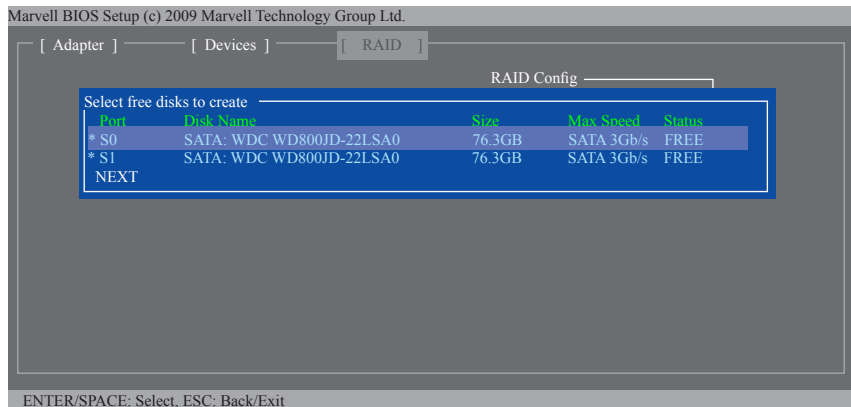 Marvell BIOS Setup (c) 2009 Marvell Technology Group Ltd.
[ Adapter ] [ Devices ] [ RAID ]
RAID Config
Select free disks to create
Port Disk Name Size Max Speed Status
* S0 SATA: WDC WD800JD-22LSA0 76.3GB SATA 3Gb/s FREE
* S1 SATA: WDC WD800JD-22LSA0 76.3GB SATA 3Gb/s FREE
NEXT
ENTER/SPACE: Select, ESC: Back/Exit